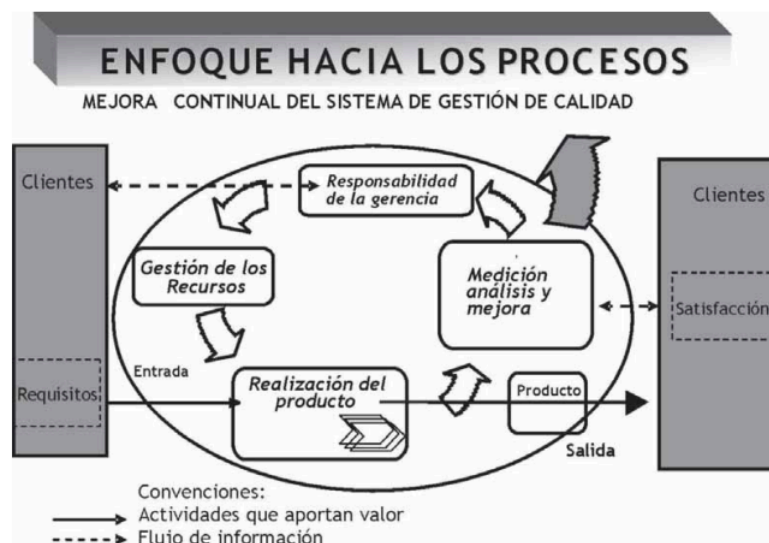 ENFOQUE HACIA LOS PROCESOS
MEJORA CONTINUAL DEL SISTEMA DE GESTIÓN DE CALIDAD
Clientes
Responsabilidad
de la gerencia
Clientes
Gestión de los
Recursos
Medición
análisis y
mejora
Satisfacción
Requisitos
Entrada
Realización del
producto
Producto
Salida
Convenciones:
Actividades que aportan valor
Flujo de información